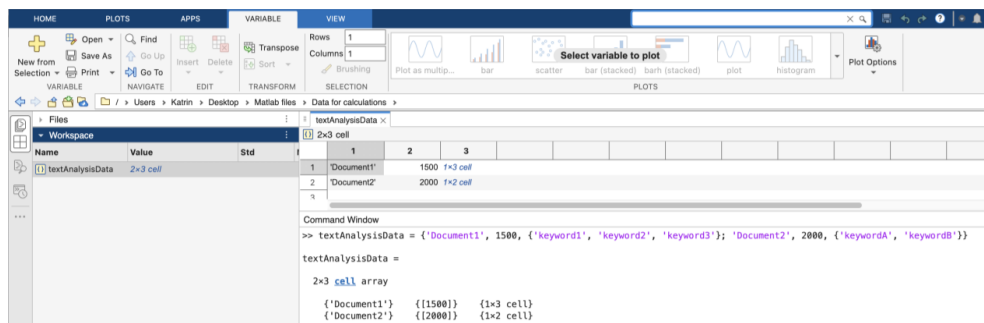 HOME PLOTS APPS VARIABLE VIEW
New from Selection
Open
Save As
Print
VARIABLE
Find
Go Up
Go To
NAVIGATE
Insert Delete
EDIT
Transpose
Sort
TRANSFORM
Rows 1
Columns 1
Brushing
SELECTION
Select variable to plot
Plot as multip... bar scatter bar (stacked) barh (stacked) plot histogram
PLOTS
Plot Options
/ › Users › Katrin › Desktop › Matlab files › Data for calculations ›
Files
Workspace
Name Value Std
textAnalysisData 2×3 cell
textAnalysisData ×
2×3 cell
1 2 3
1 'Document1' 1500 1×3 cell
2 'Document2' 2000 1×2 cell
3
Command Window
>> textAnalysisData = {'Document1', 1500, {'keyword1', 'keyword2', 'keyword3'}; 'Document2', 2000, {'keywordA', 'keywordB'}}
textAnalysisData =
2×3 cell array
{'Document1'} {[1500]} {1×3 cell}
{'Document2'} {[2000]} {1×2 cell}